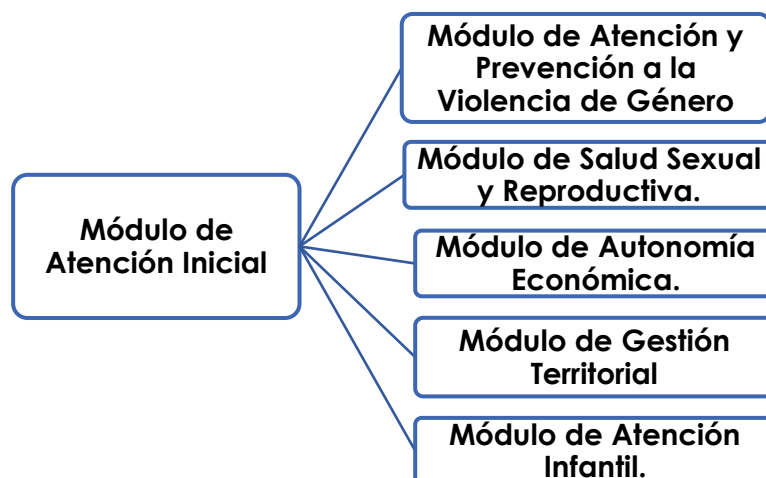 Módulo de Atención y
Prevención a la
Violencia de Género
Módulo de Salud Sexual
y Reproductiva.
Módulo de
Atención Inicial
Módulo de Autonomía
Económica.
Módulo de Gestión
Territorial
Módulo de Atención
Infantil.